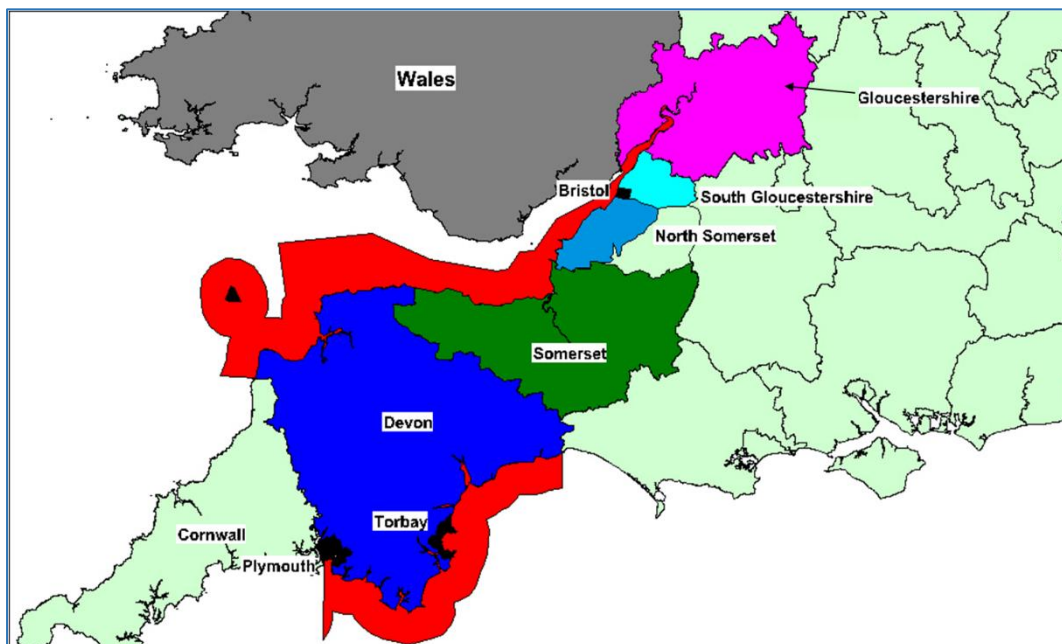 Wales
Gloucestershire
Bristol
South Gloucestershire
North Somerset
Somerset
Devon
Torbay
Cornwall
Plymouth